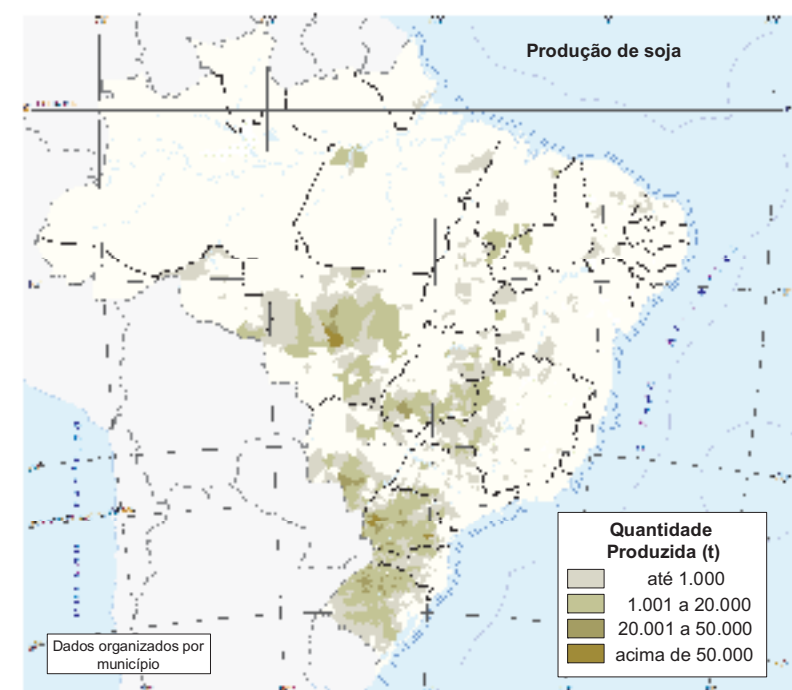 Produção de soja
Quantidade
Produzida (t)
até 1.000
1.001 a 20.000
20.001 a 50.000
acima de 50.000
Dados organizados por
município